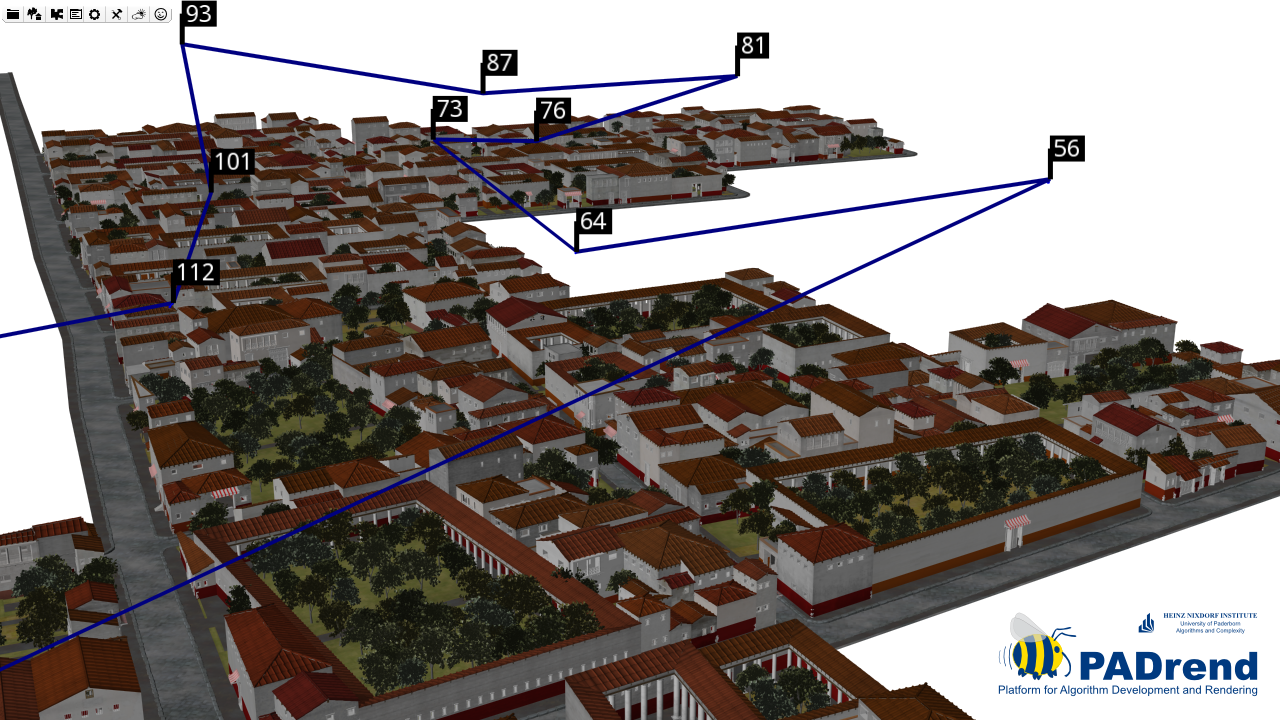 93
87
81
73
76
101
56
64
112
HEINZ NIXDORF INSTITUTE
University of Paderborn
Algorithms and Complexity
PADrend
Platform for Algorithm Development and Rendering